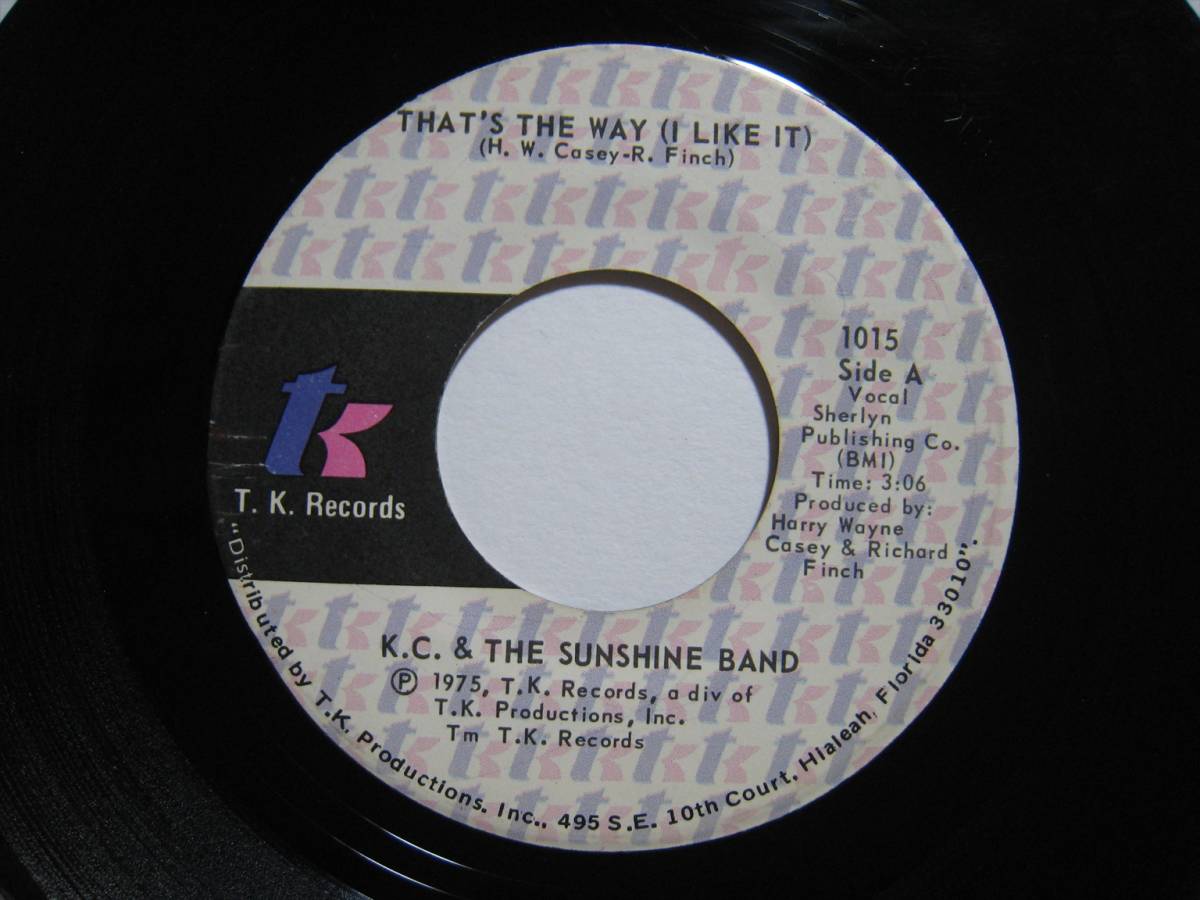 THAT'S THE WAY (I LIKE IT)
(H. W. Casey-R. Finch)
1015
Side A
Vocal
Sherlyn
Publishing Co.
(BMI)
Time: 3:06
Produced by:
Harry Wayne
Casey & Richard
Finch
tk
T. K. Records
K.C. & THE SUNSHINE BAND
Ⓟ 1975, T.K. Records, a div of
T.K. Productions, Inc.
Tm T.K. Records
"Distributed by T.K. Productions, Inc., 495 S.E. 10th Court, Hialeah, Florida 33010".